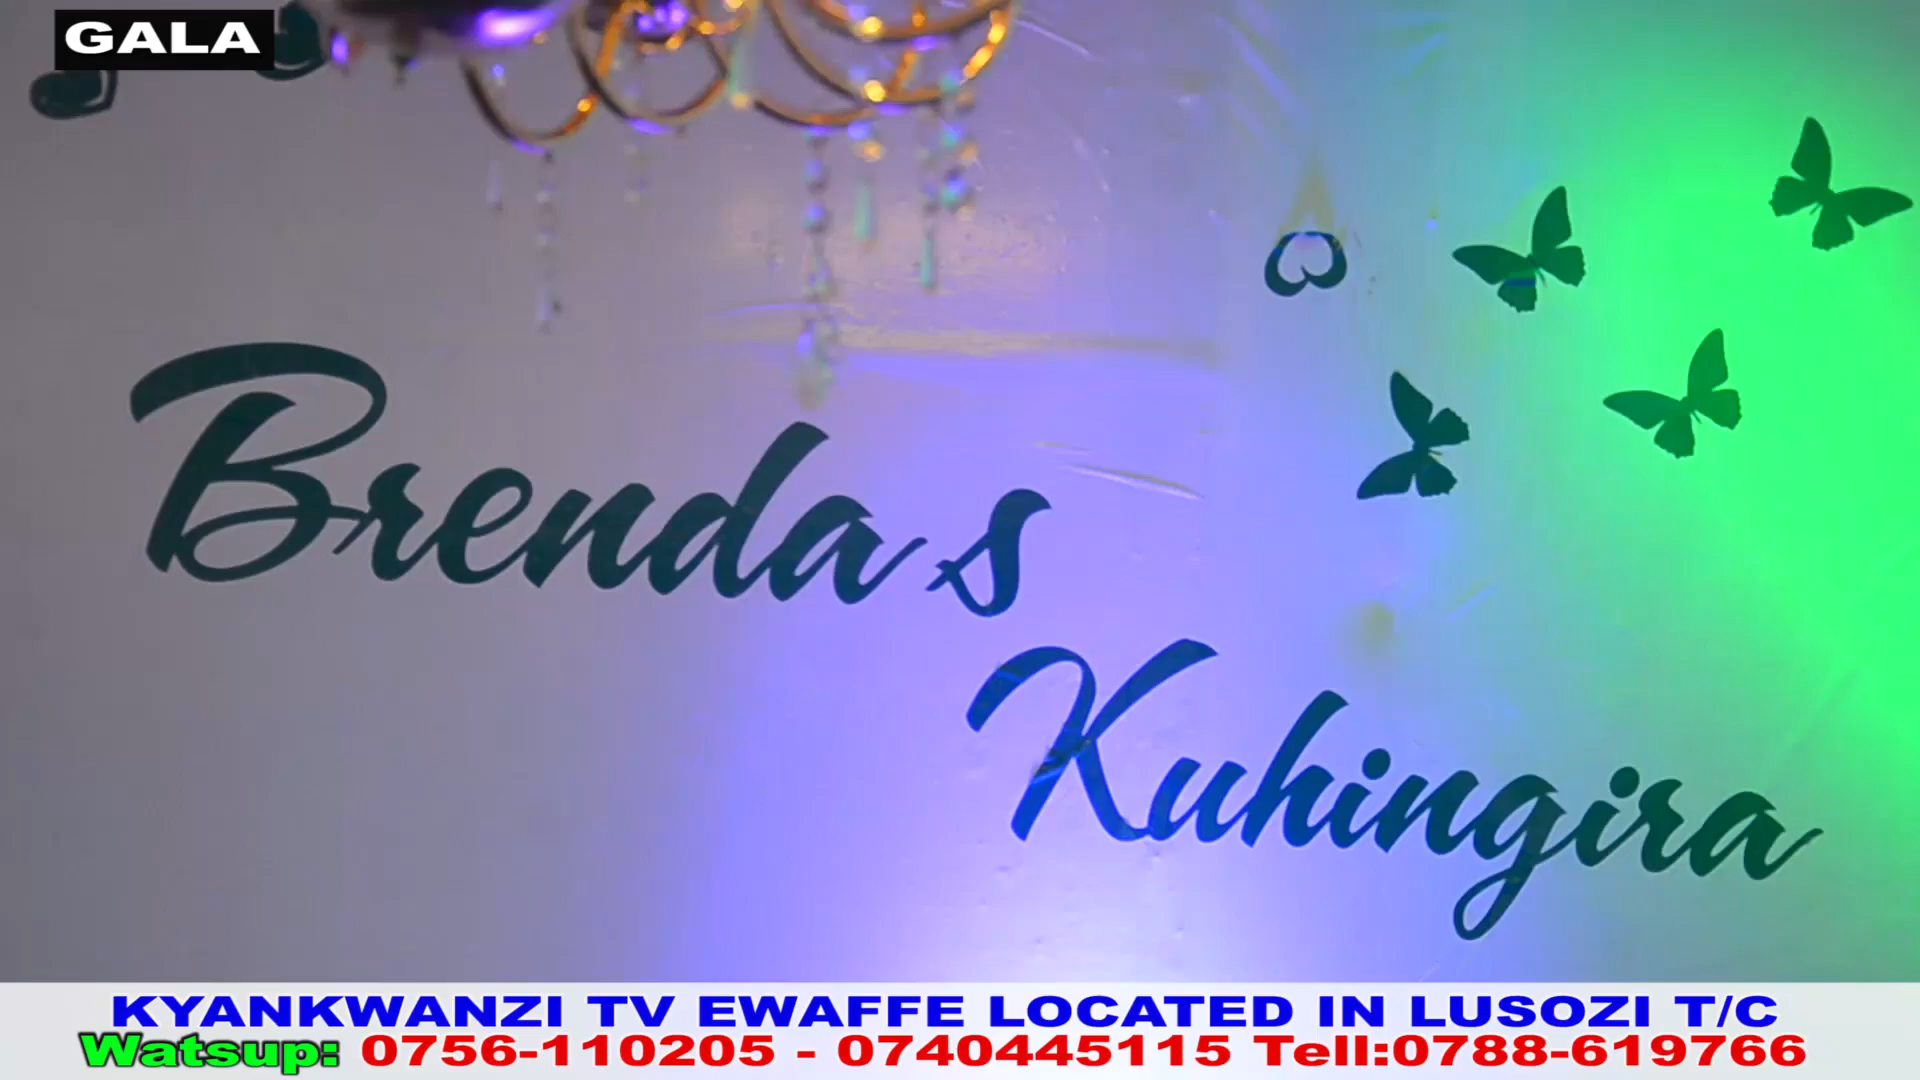 GALA
Brenda s
Kuhingira
KYANKWANZI TV EWAFFE LOCATED IN LUSOZI T/C
Watsup: 0756-110205 - 0740445115 Tell:0788-619766